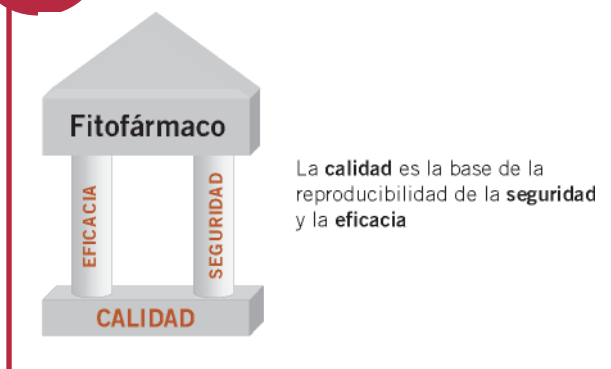 Fitofármaco
EFICACIA
SEGURIDAD
CALIDAD
La calidad es la base de la
reproducibilidad de la seguridad
y la eficacia